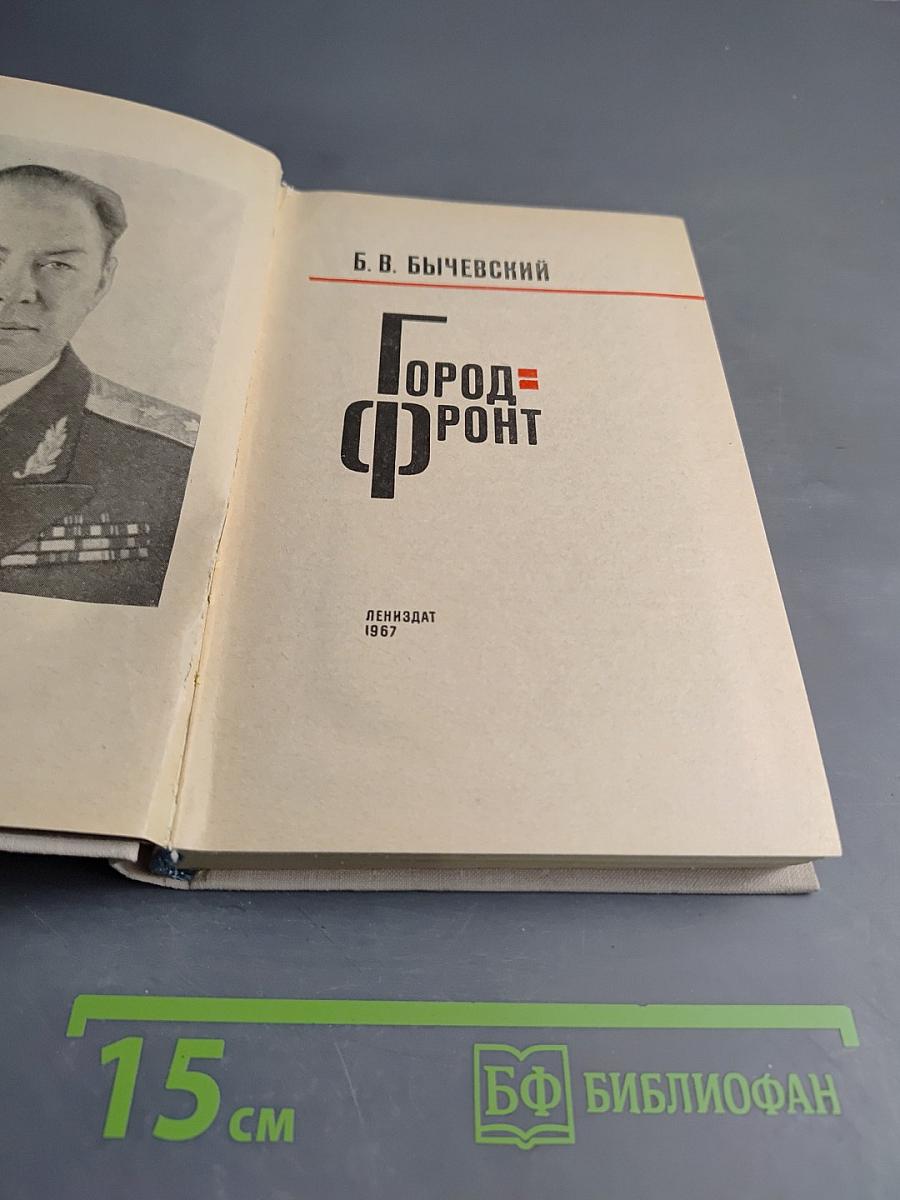 Б. В. БЫЧЕВСКИЙ
ГОРОД=
ФРОНТ
ЛЕНИЗДАТ
1967
15 см
БФ БИБЛИОФАН